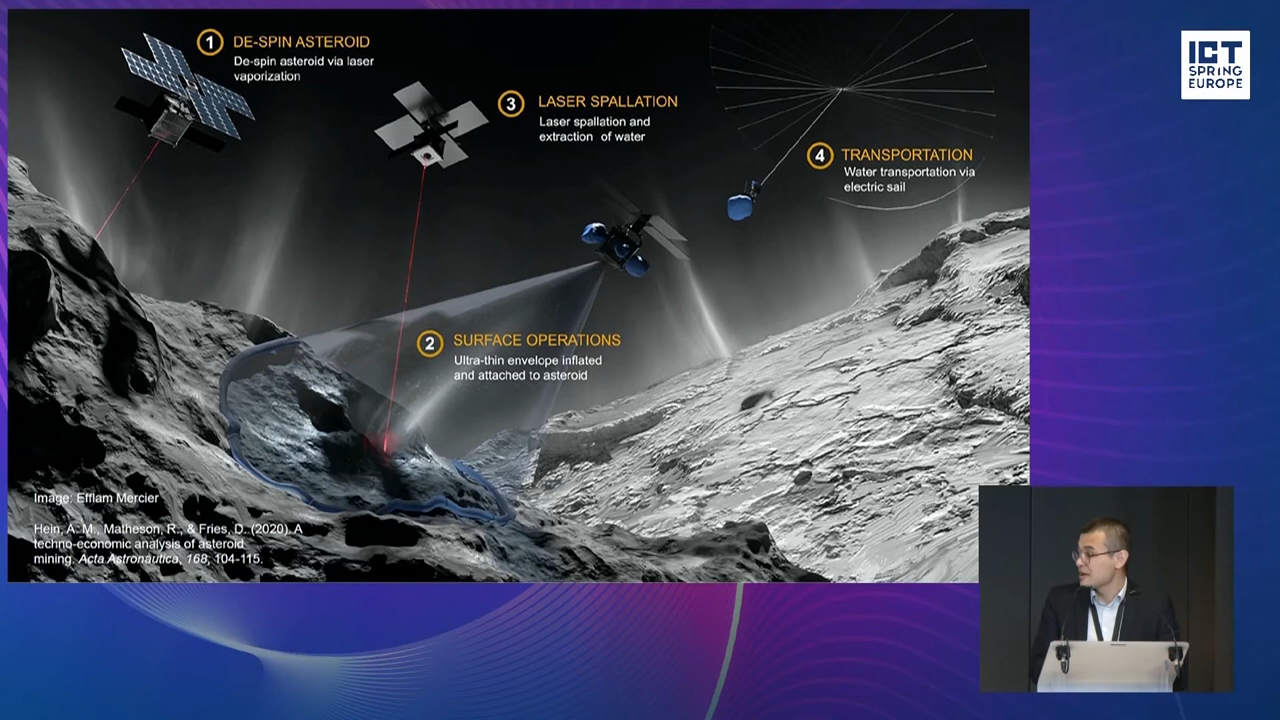 1 DE-SPIN ASTEROID
De-spin asteroid via laser
vaporization
3 LASER SPALLATION
Laser spallation and
extraction of water
4 TRANSPORTATION
Water transportation via
electric sail
2 SURFACE OPERATIONS
Ultra-thin envelope inflated
and attached to asteroid
Image: Efflam Mercier
Hein, A. M., Matheson, R., & Fries, D. (2020). A
techno-economic analysis of asteroid
mining. Acta Astronautica, 168, 104-115.
ICT
SPRING
EUROPE